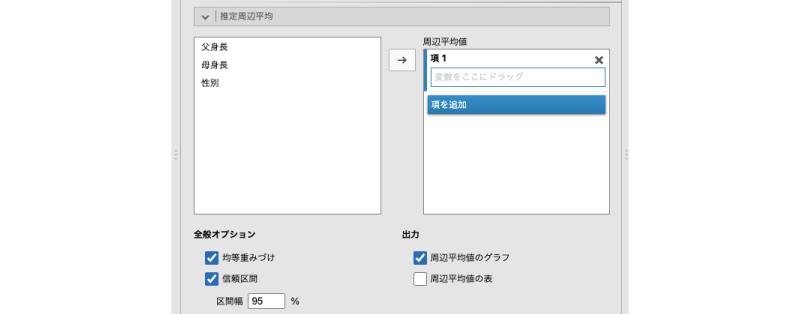 推定周辺平均
父身長
母身長
性別
周辺平均値
項 1
変数をここにドラッグ
項を追加
全般オプション
均等重みづけ
信頼区間
区間幅 95 %
出力
周辺平均値のグラフ
周辺平均値の表